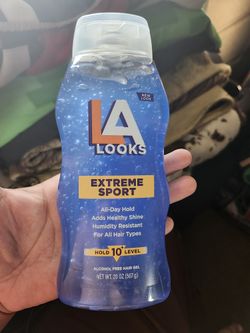 NEW
LOOK
LA
LOOKS
EXTREME
SPORT
All-Day Hold
Adds Healthy Shine
Humidity Resistant
For All Hair Types
HOLD 10+ LEVEL
ALCOHOL FREE HAIR GEL
NET WT. 20 OZ (567g)